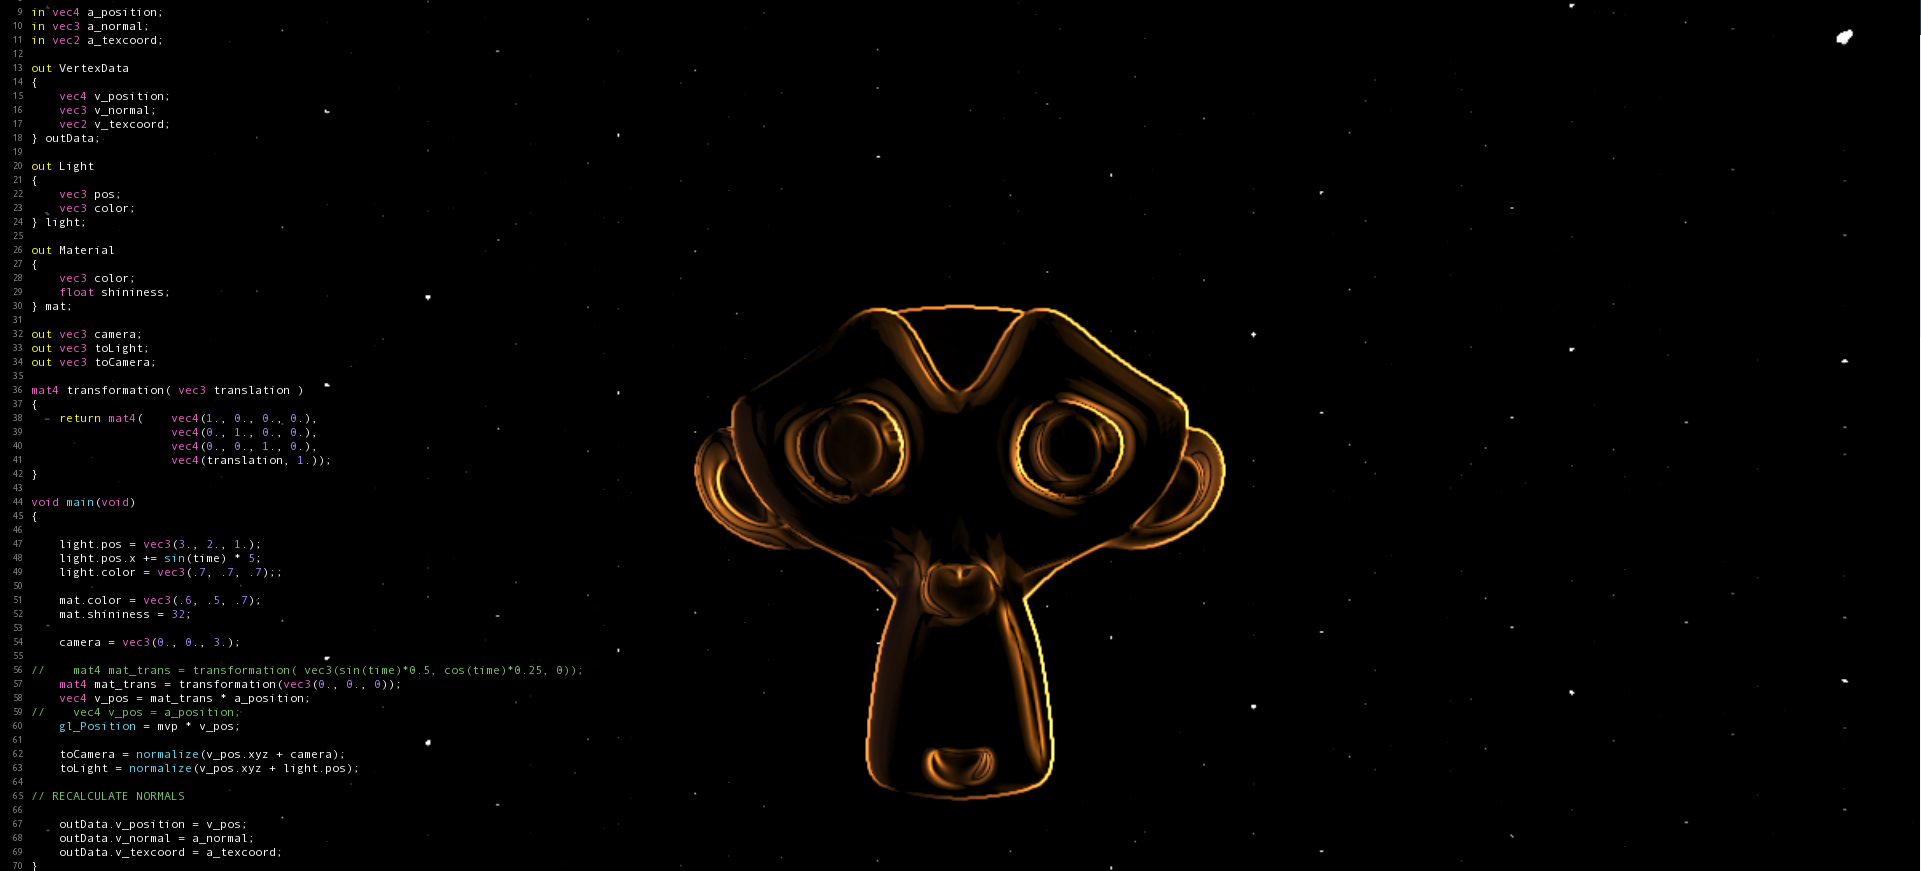 9 in vec4 a_position;
10 in vec3 a_normal;
11 in vec2 a_texcoord;
12
13 out VertexData
14 {
15     vec4 v_position;
16     vec3 v_normal;
17     vec2 v_texcoord;
18 } outData;
19
20 out Light
21 {
22     vec3 pos;
23     vec3 color;
24 } light;
25
26 out Material
27 {
28     vec3 color;
29     float shininess;
30 } mat;
31
32 out vec3 camera;
33 out vec3 toLight;
34 out vec3 toCamera;
35
36 mat4 transformation( vec3 translation )
37 {
38     return mat4(    vec4(1., 0., 0., 0.),
39                     vec4(0., 1., 0., 0.),
40                     vec4(0., 0., 1., 0.),
41                     vec4(translation, 1.));
42 }
43
44 void main(void)
45 {
46
47     light.pos = vec3(3., 2., 1.);
48     light.pos.x += sin(time) * 5;
49     light.color = vec3(.7, .7, .7);;
50
51     mat.color = vec3(.6, .5, .7);
52     mat.shininess = 32;
53
54     camera = vec3(0., 0., 3.);
55
56 //    mat4 mat_trans = transformation( vec3(sin(time)*0.5, cos(time)*0.25, 0));
57     mat4 mat_trans = transformation(vec3(0., 0., 0));
58     vec4 v_pos = mat_trans * a_position;
59 //    vec4 v_pos = a_position;
60     gl_Position = mvp * v_pos;
61
62     toCamera = normalize(v_pos.xyz + camera);
63     toLight = normalize(v_pos.xyz + light.pos);
64
65 // RECALCULATE NORMALS
66
67     outData.v_position = v_pos;
68     outData.v_normal = a_normal;
69     outData.v_texcoord = a_texcoord;
70 }